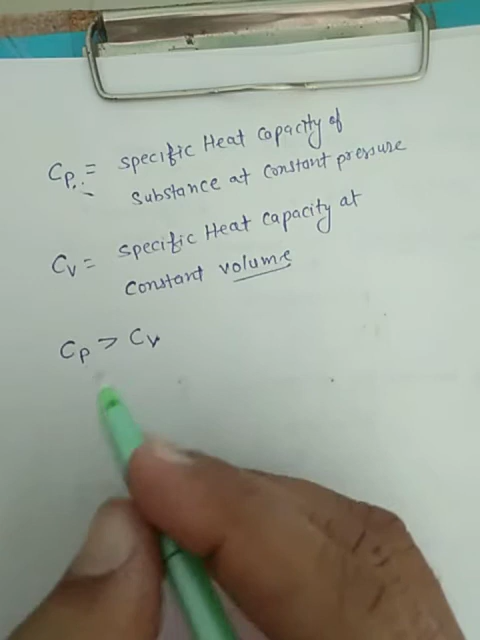 Cp = specific Heat capacity of
substance at constant pressure
Cv = specific Heat capacity at
constant volume
Cp > Cv